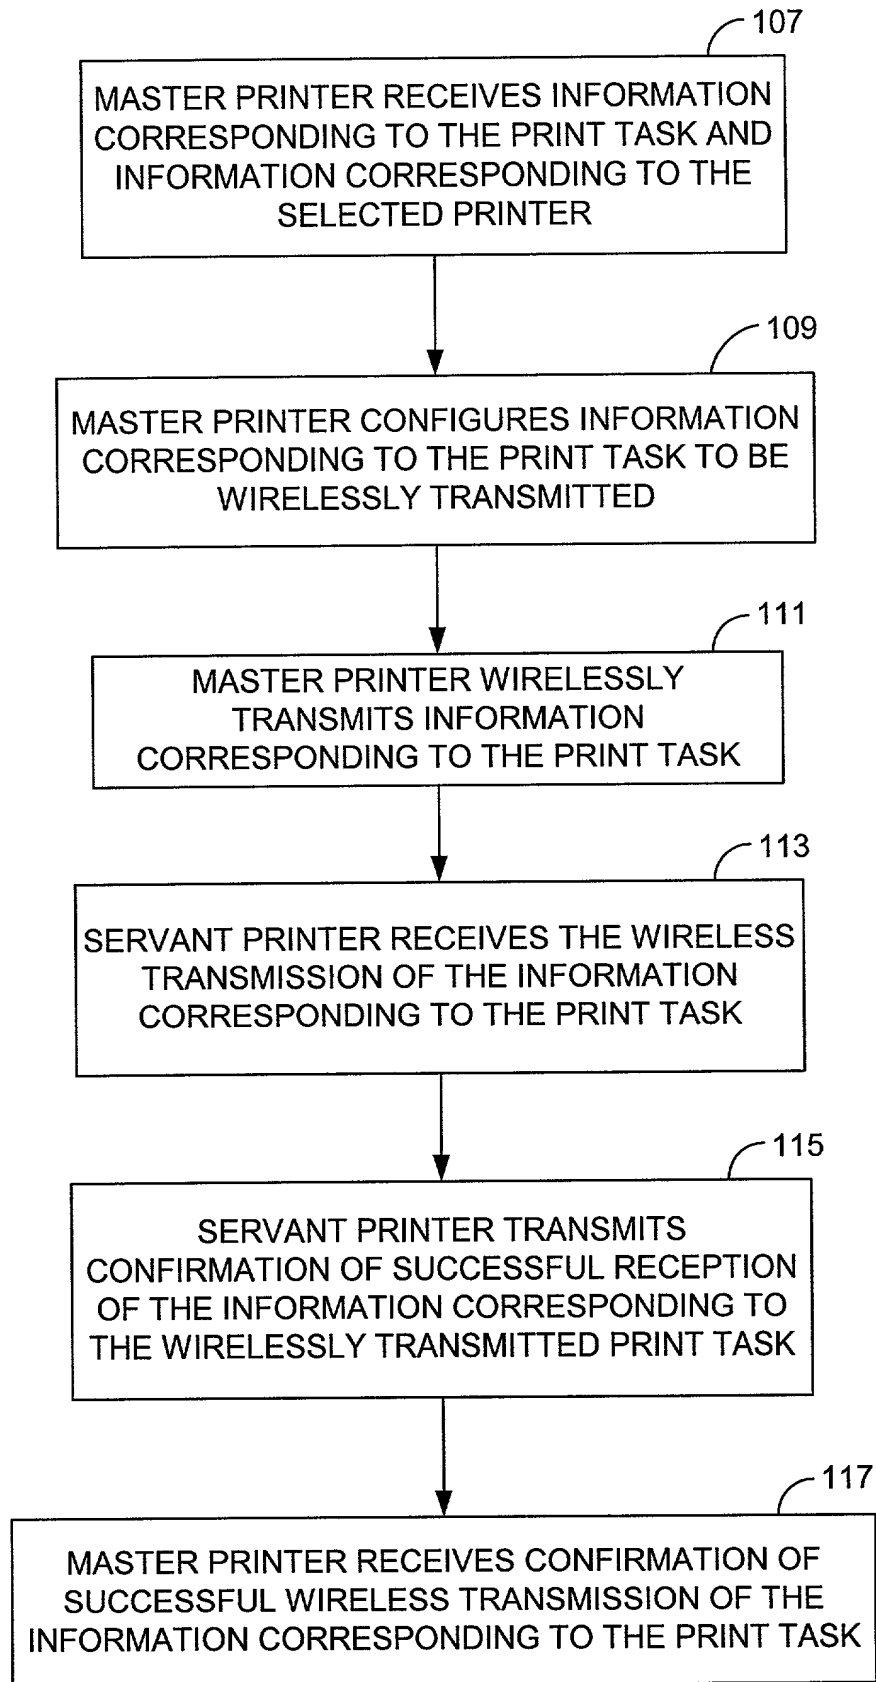 107
MASTER PRINTER RECEIVES INFORMATION
CORRESPONDING TO THE PRINT TASK AND
INFORMATION CORRESPONDING TO THE
SELECTED PRINTER
109
MASTER PRINTER CONFIGURES INFORMATION
CORRESPONDING TO THE PRINT TASK TO BE
WIRELESSLY TRANSMITTED
111
MASTER PRINTER WIRELESSLY
TRANSMITS INFORMATION
CORRESPONDING TO THE PRINT TASK
113
SERVANT PRINTER RECEIVES THE WIRELESS
TRANSMISSION OF THE INFORMATION
CORRESPONDING TO THE PRINT TASK
115
SERVANT PRINTER TRANSMITS
CONFIRMATION OF SUCCESSFUL RECEPTION
OF THE INFORMATION CORRESPONDING TO
THE WIRELESSLY TRANSMITTED PRINT TASK
117
MASTER PRINTER RECEIVES CONFIRMATION OF
SUCCESSFUL WIRELESS TRANSMISSION OF THE
INFORMATION CORRESPONDING TO THE PRINT TASK